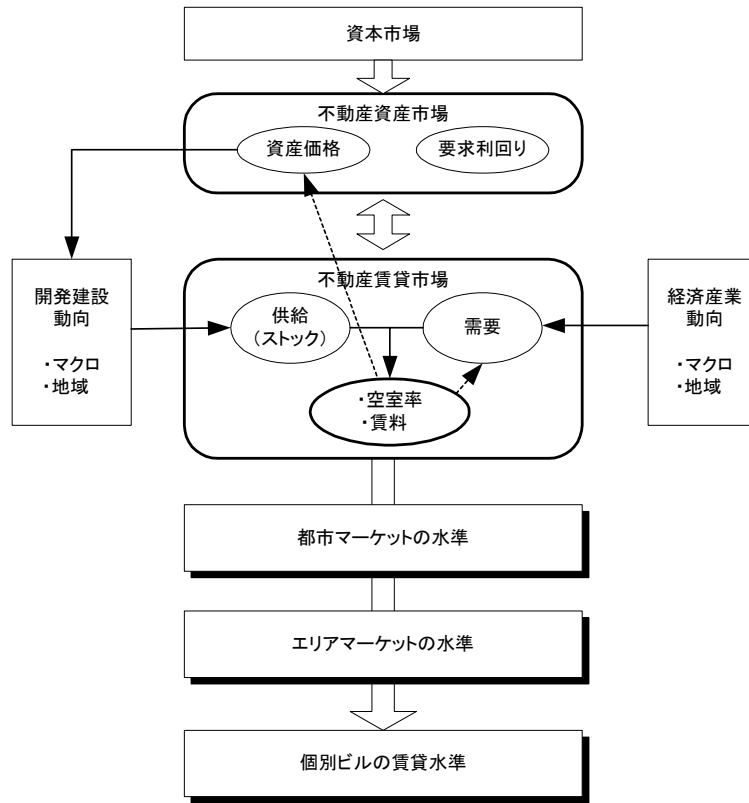 資本市場
不動産資産市場
資産価格
要求利回り
不動産賃貸市場
開発建設
動向
・マクロ
・地域
供給
(ストック)
需要
経済産業
動向
・マクロ
・地域
・空室率
・賃料
都市マーケットの水準
エリアマーケットの水準
個別ビルの賃貸水準